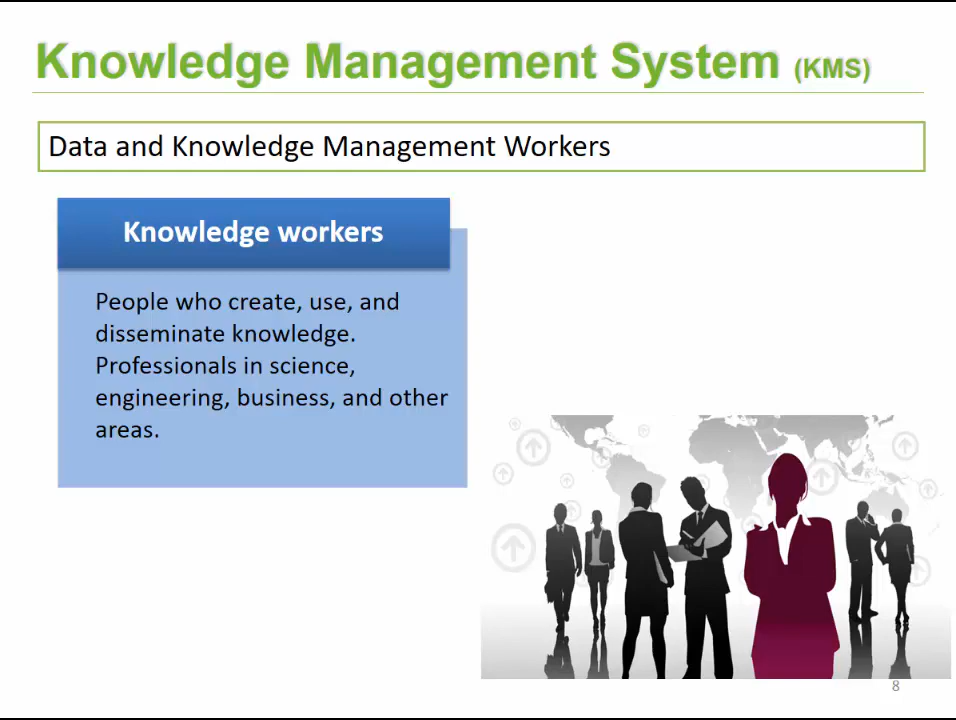 Knowledge Management System (KMS)
Data and Knowledge Management Workers
Knowledge workers
People who create, use, and
disseminate knowledge.
Professionals in science,
engineering, business, and other
areas.
8